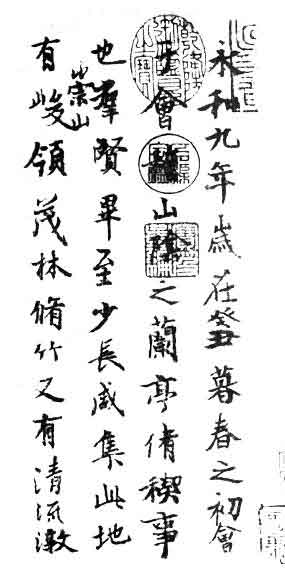 永和九年歲在癸丑暮春之初會
于會稽山陰之蘭亭脩稧事
也羣賢畢至少長咸集此地
有崇山峻領茂林脩竹又有清流激